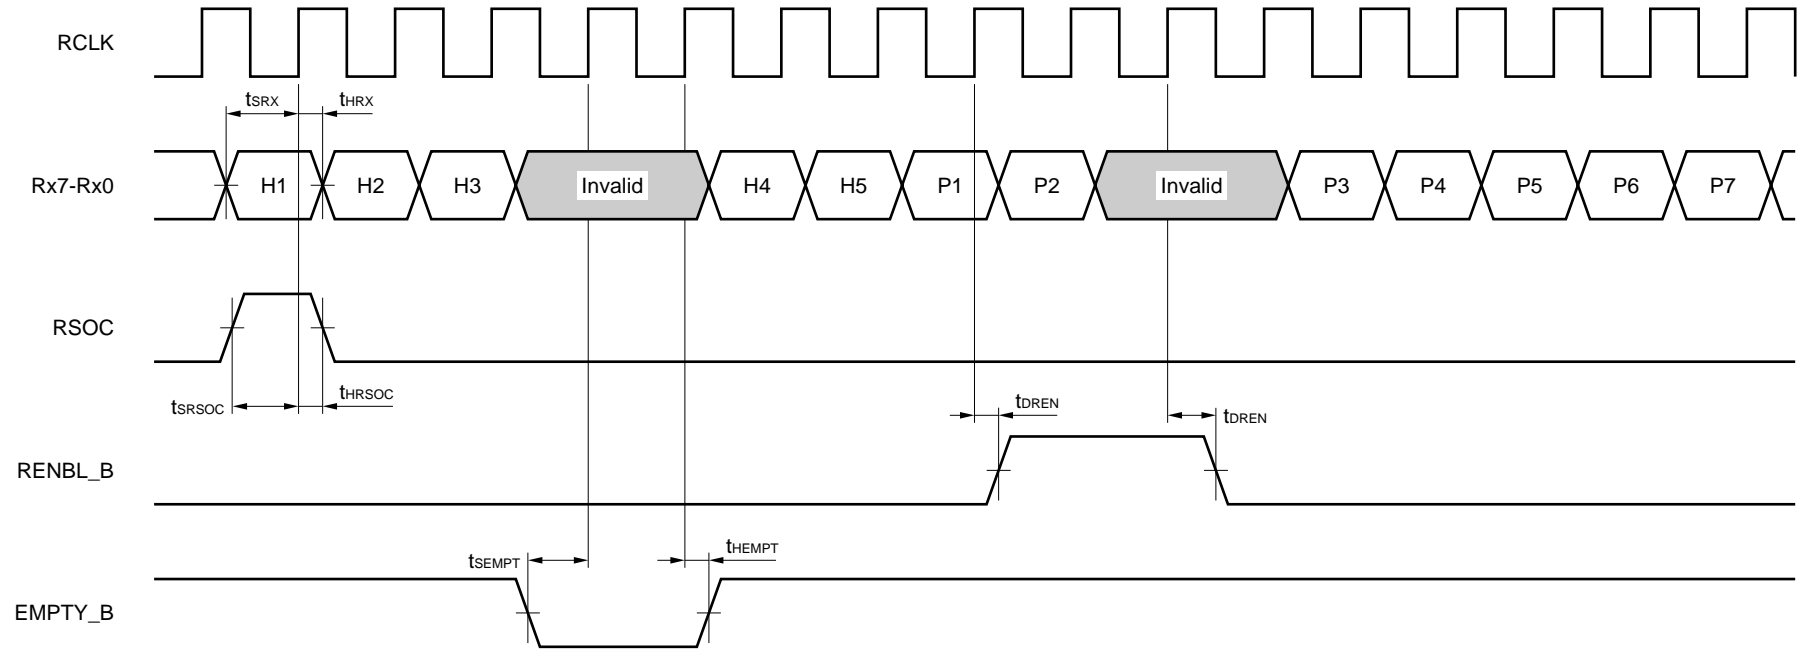 RCLK
tSRX tHRX
Rx7-Rx0 H1 H2 H3 Invalid H4 H5 P1 P2 Invalid P3 P4 P5 P6 P7
RSOC
tSRSOC tHRSOC
tDREN tDREN
RENBL_B
tSEMPT tHEMPT
EMPTY_B